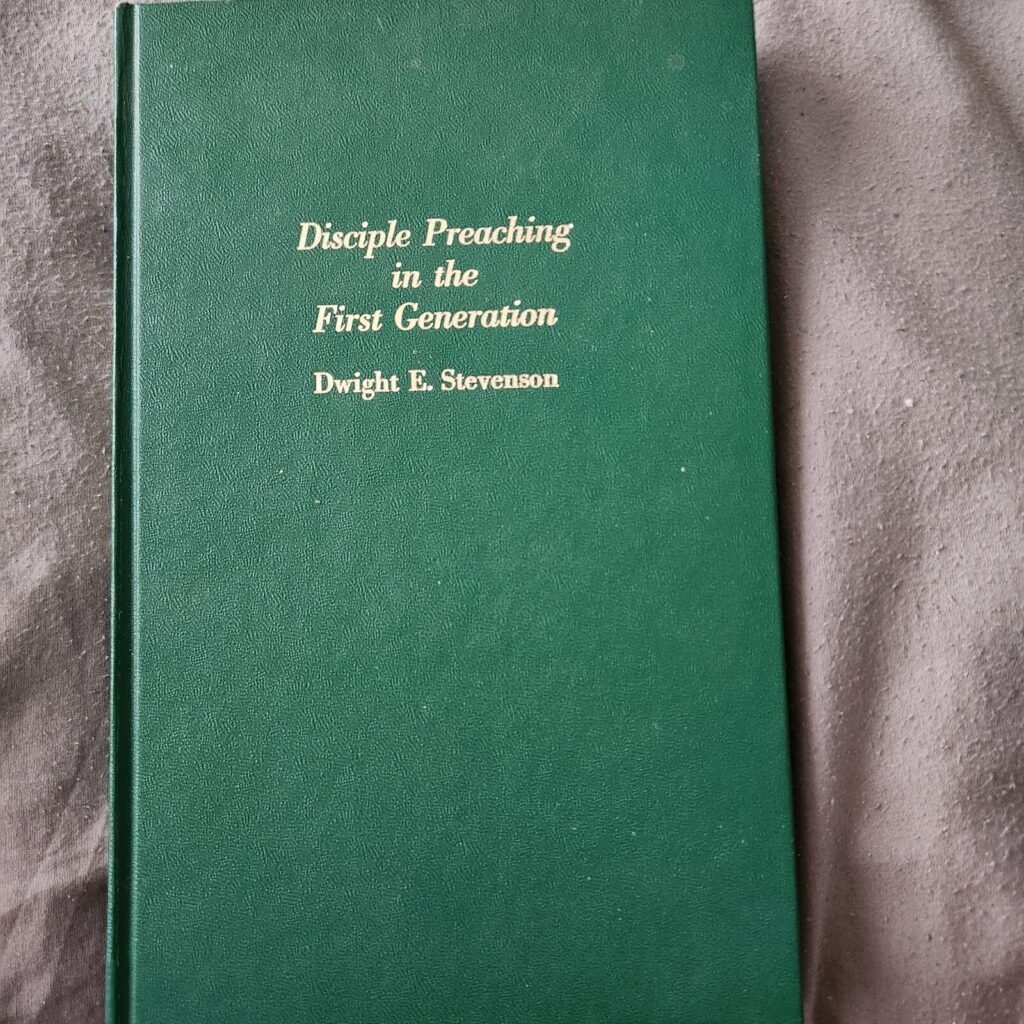 Disciple Preaching
in the
First Generation
Dwight E. Stevenson